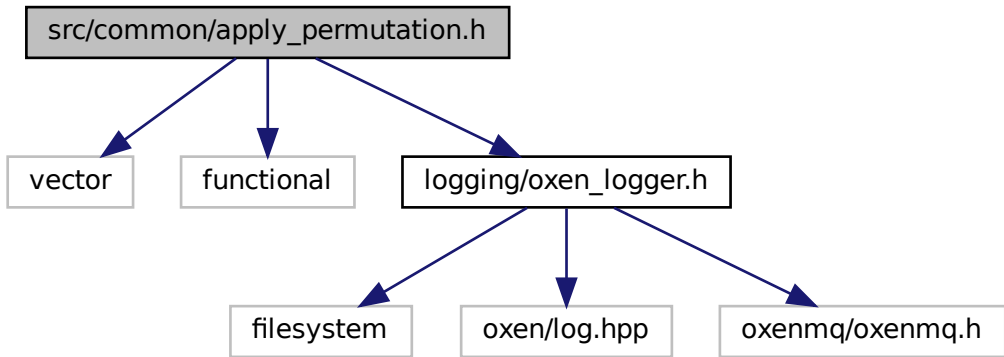 src/common/apply_permutation.h
vector
functional
logging/oxen_logger.h
filesystem
oxen/log.hpp
oxenmq/oxenmq.h